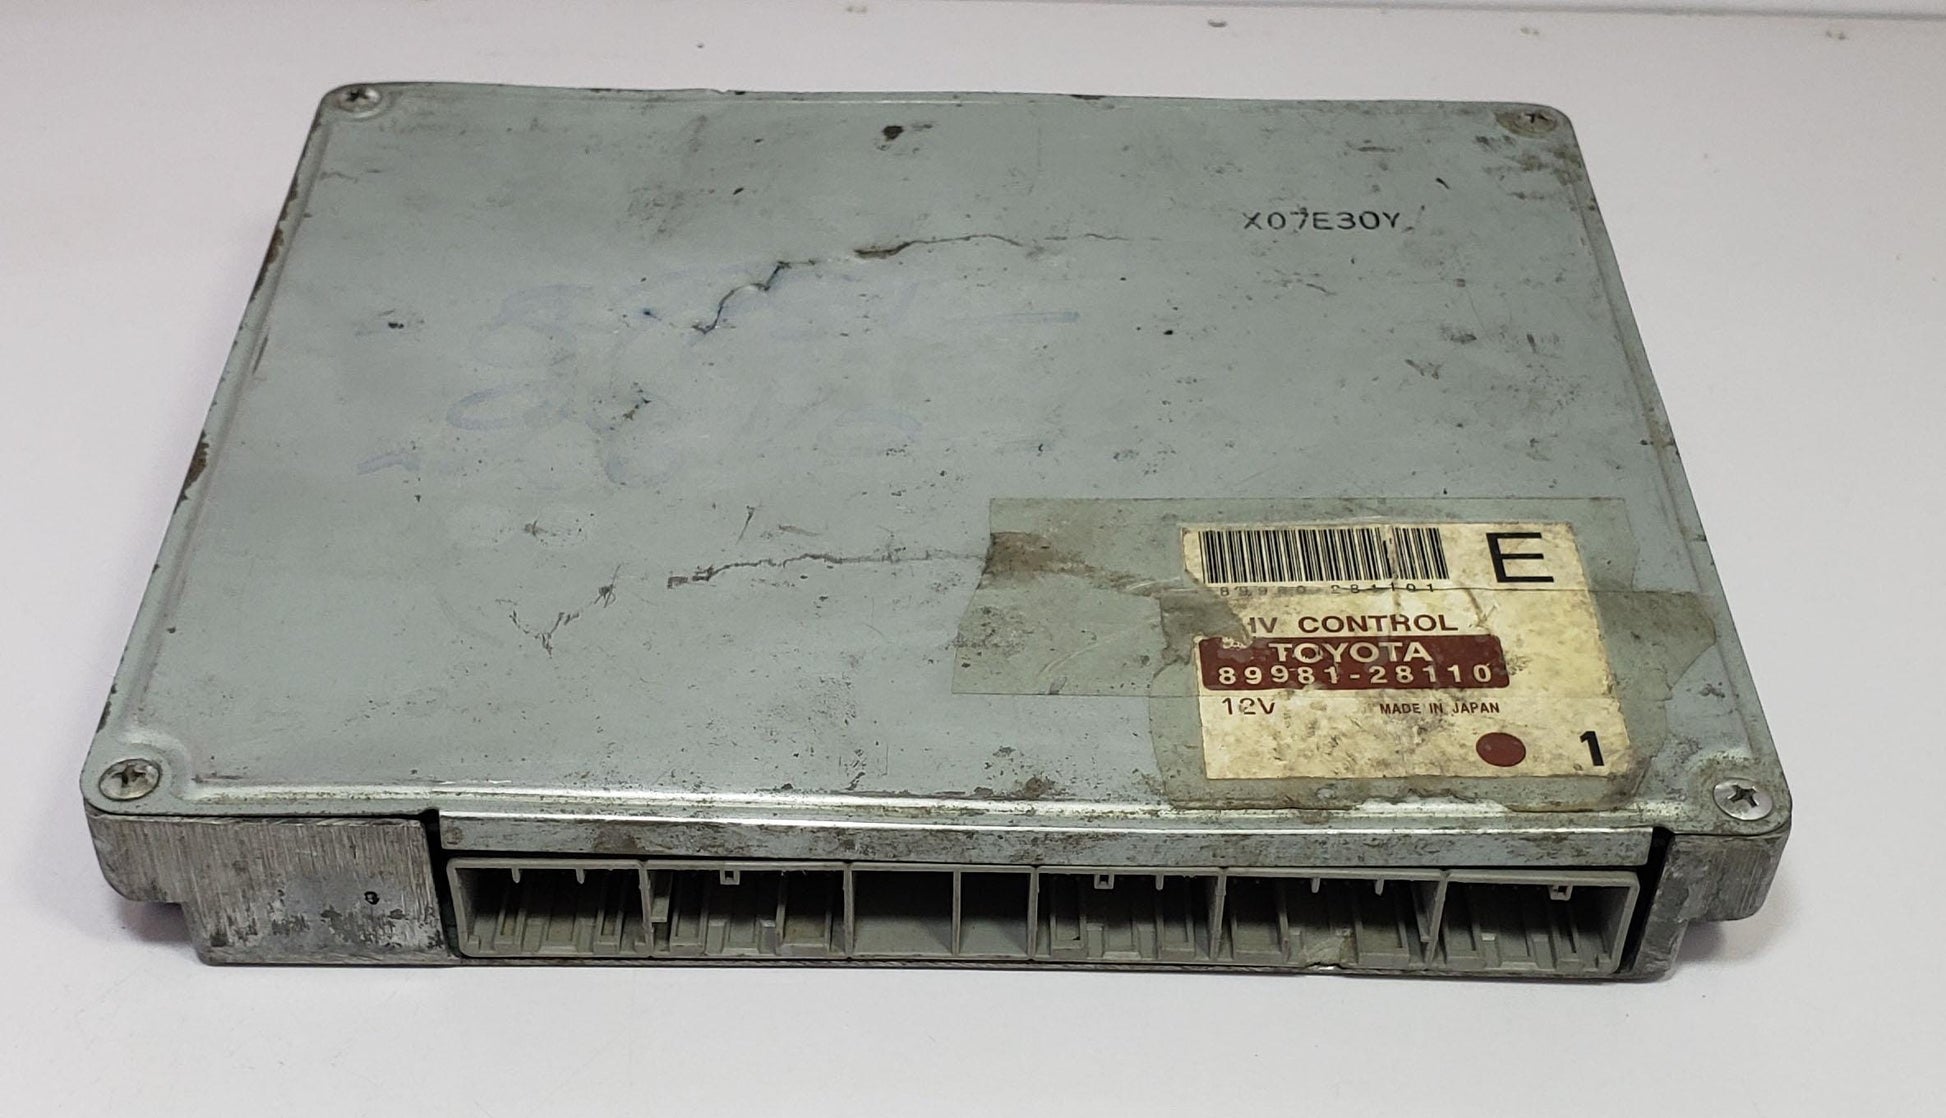 X07E30Y
E
HV CONTROL
TOYOTA
89981-28110
12V
MADE IN JAPAN
1